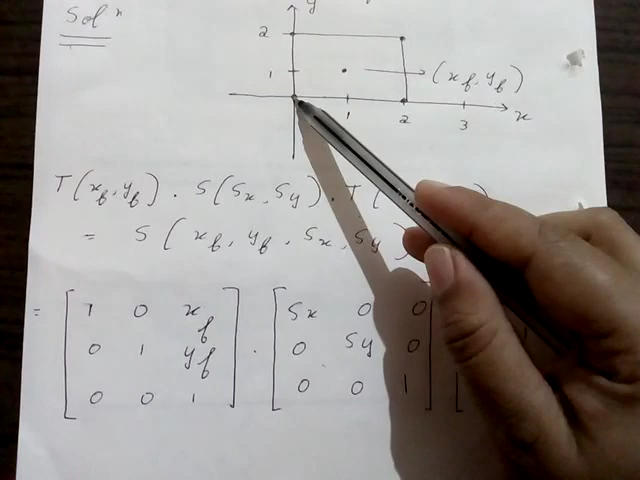 Solⁿ
y
2
1 (x_f, y_f)
1 2 3 x
T(x_f, y_f) . S(Sx, Sy) . T( )
= S(x_f, y_f, Sx, Sy)
= [ 1 0 x_f ] . [ Sx 0 0 ] [
0 1 y_f 0 Sy 0
0 0 1 0 0 1